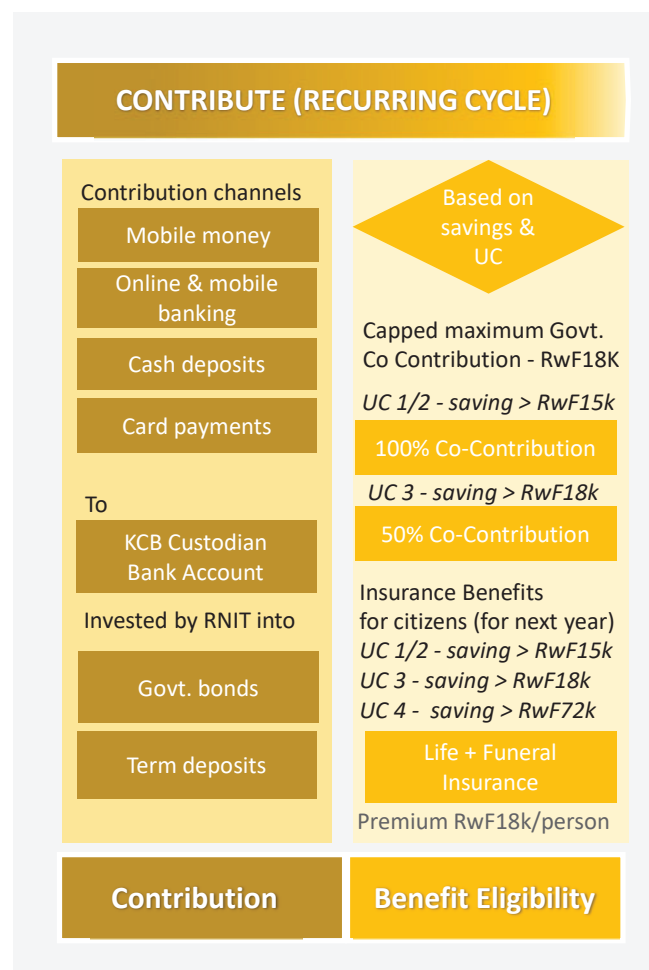 CONTRIBUTE (RECURRING CYCLE)
Contribution channels
Mobile money
Online & mobile
banking
Cash deposits
Card payments
To
KCB Custodian
Bank Account
Invested by RNIT into
Govt. bonds
Term deposits
Contribution
Based on
savings &
UC
Capped maximum Govt.
Co Contribution - RwF18K
UC 1/2 - saving > RwF15k
100% Co-Contribution
UC 3 - saving > RwF18k
50% Co-Contribution
Insurance Benefits
for citizens (for next year)
UC 1/2 - saving > RwF15k
UC 3 - saving > RwF18k
UC 4 -  saving > RwF72k
Life + Funeral
Insurance
Premium RwF18k/person
Benefit Eligibility